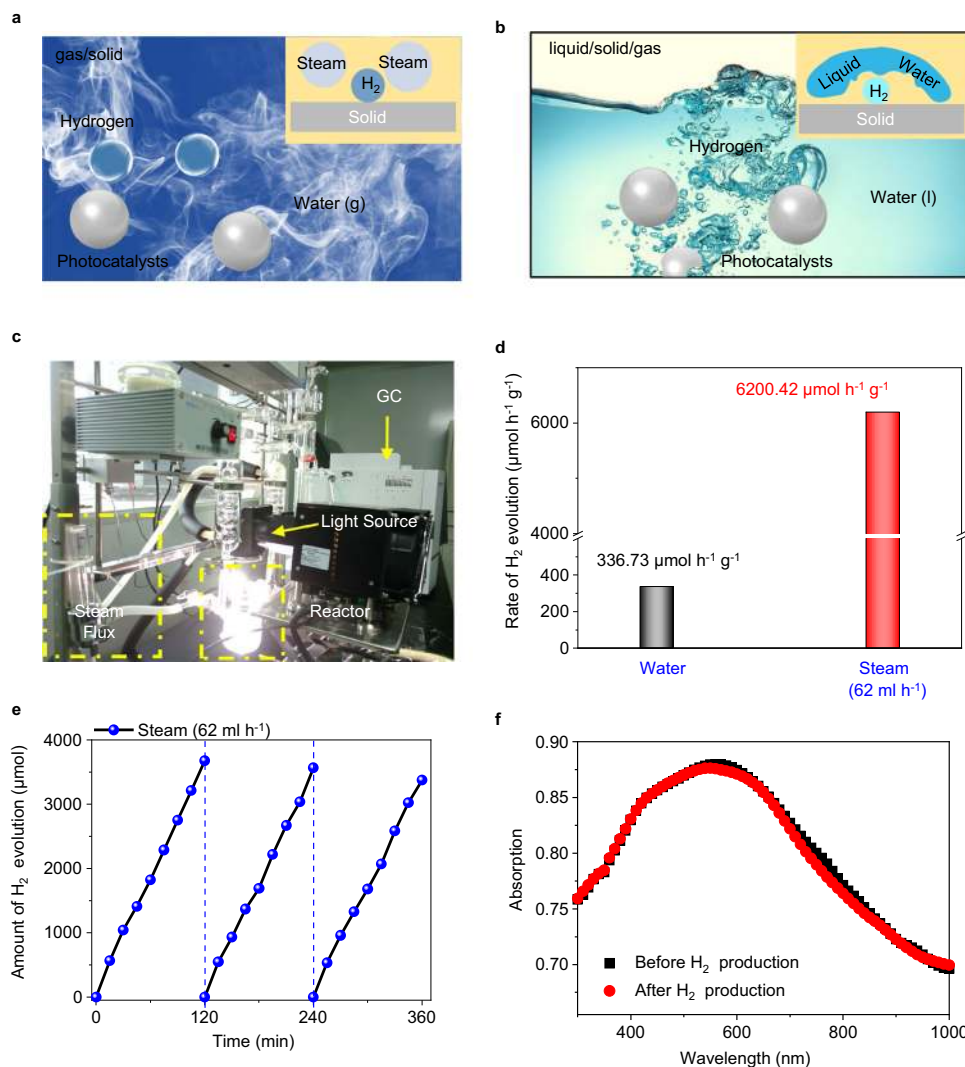 a
gas/solid
Steam
Steam
H2
Solid
Hydrogen
Water (g)
Photocatalysts
b
liquid/solid/gas
Liquid
Water
H2
Solid
Hydrogen
Water (l)
Photocatalysts
c
GC
Light Source
Steam
Flux
Reactor
d
Rate of H2 evolution (μmol h-1 g-1)
6000
4000
400
200
0
336.73 μmol h-1 g-1
6200.42 μmol h-1 g-1
Water
Steam
(62 ml h-1)
e
Steam (62 ml h-1)
Amount of H2 evolution (μmol)
4000
3000
2000
1000
0
0
120
240
360
Time (min)
f
Absorption
0.90
0.85
0.80
0.75
0.70
Before H2 production
After H2 production
400
600
800
1000
Wavelength (nm)